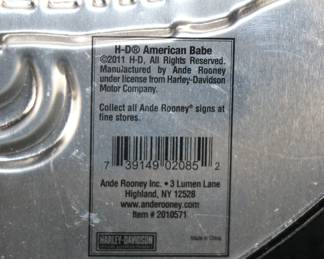 H-D® American Babe
©2011 H-D, All Rights Reserved.
Manufactured by Ande Rooney
under license from Harley-Davidson
Motor Company.
Collect all Ande Rooney® signs at
fine stores.
7 39149 02085 2
Ande Rooney Inc. • 3 Lumen Lane
Highland, NY 12528
www.anderooney.com
Item # 2010571
HARLEY-DAVIDSON
Made in China